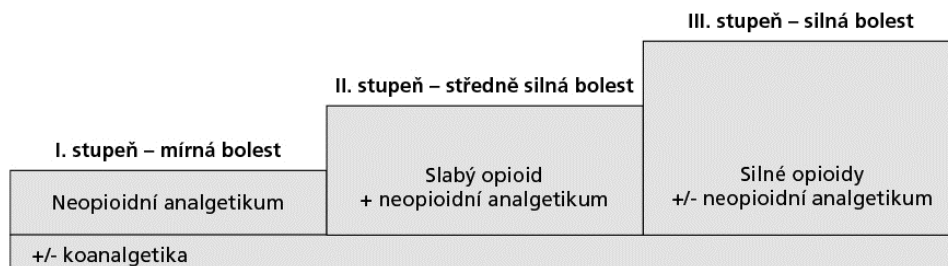 III. stupeň – silná bolest
II. stupeň – středně silná bolest
I. stupeň – mírná bolest
Neopioidní analgetikum
Slabý opioid
+ neopioidní analgetikum
Silné opioidy
+/- neopioidní analgetikum
+/- koanalgetika